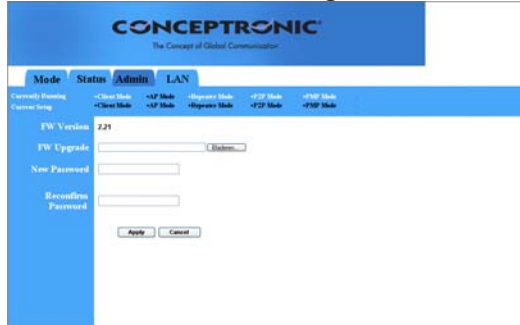 CONCEPTRONIC
The Concept of Global Communication
Mode Status Admin LAN
Currently Running •Client Mode •AP Mode •Repeater Mode •P2P Mode •PMP Mode
Current Setup •Client Mode •AP Mode •Repeater Mode •P2P Mode •PMP Mode
FW Version 2.21
FW Upgrade Bladeren...
New Password
Reconfirm
Password
Apply Cancel